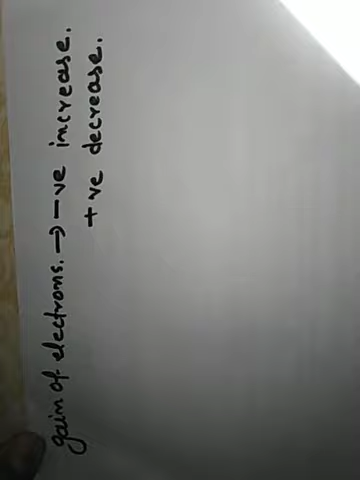 gain of electrons. → -ve increase.
+ve decrease.